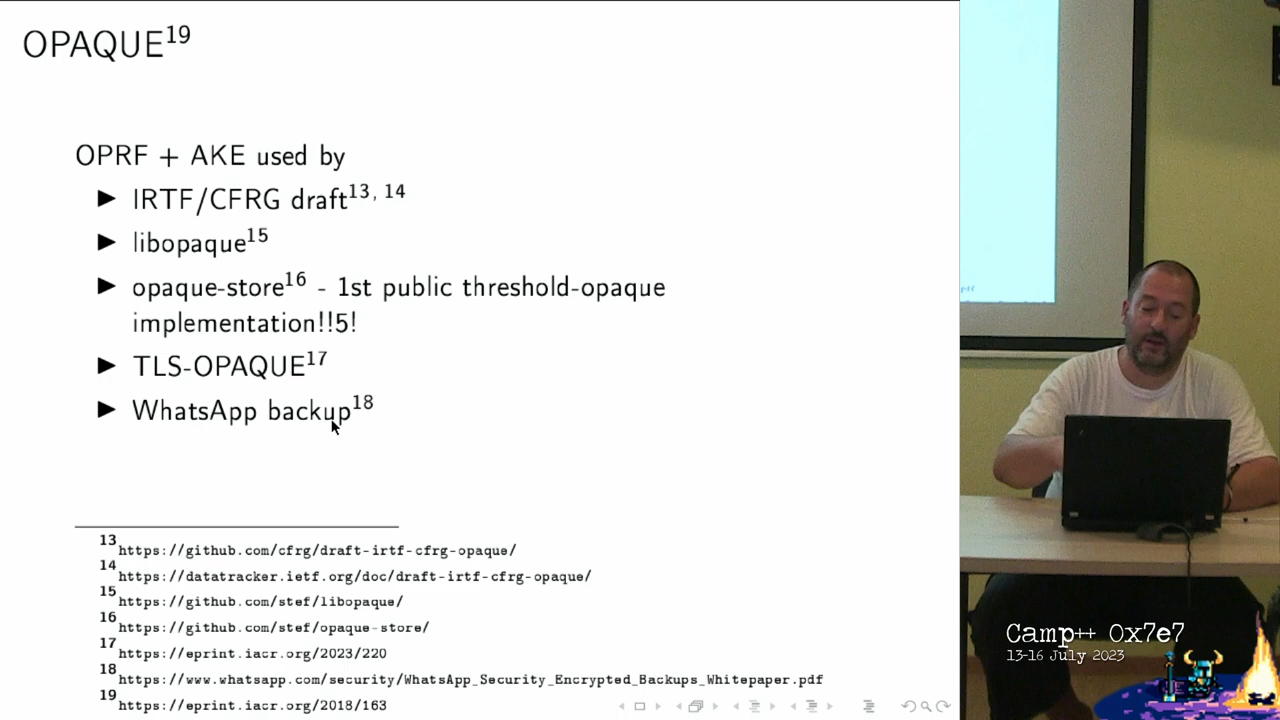 OPAQUE19
OPRF + AKE used by
▶ IRTF/CFRG draft13, 14
▶ libopaque15
▶ opaque-store16 - 1st public threshold-opaque
implementation!!5!
▶ TLS-OPAQUE17
▶ WhatsApp backup18
13 https://github.com/cfrg/draft-irtf-cfrg-opaque/
14 https://datatracker.ietf.org/doc/draft-irtf-cfrg-opaque/
15 https://github.com/stef/libopaque/
16 https://github.com/stef/opaque-store/
17 https://eprint.iacr.org/2023/220
18 https://www.whatsapp.com/security/WhatsApp_Security_Encrypted_Backups_Whitepaper.pdf
19 https://eprint.iacr.org/2018/163
Camp++ 0x7e7
13-16 July 2023